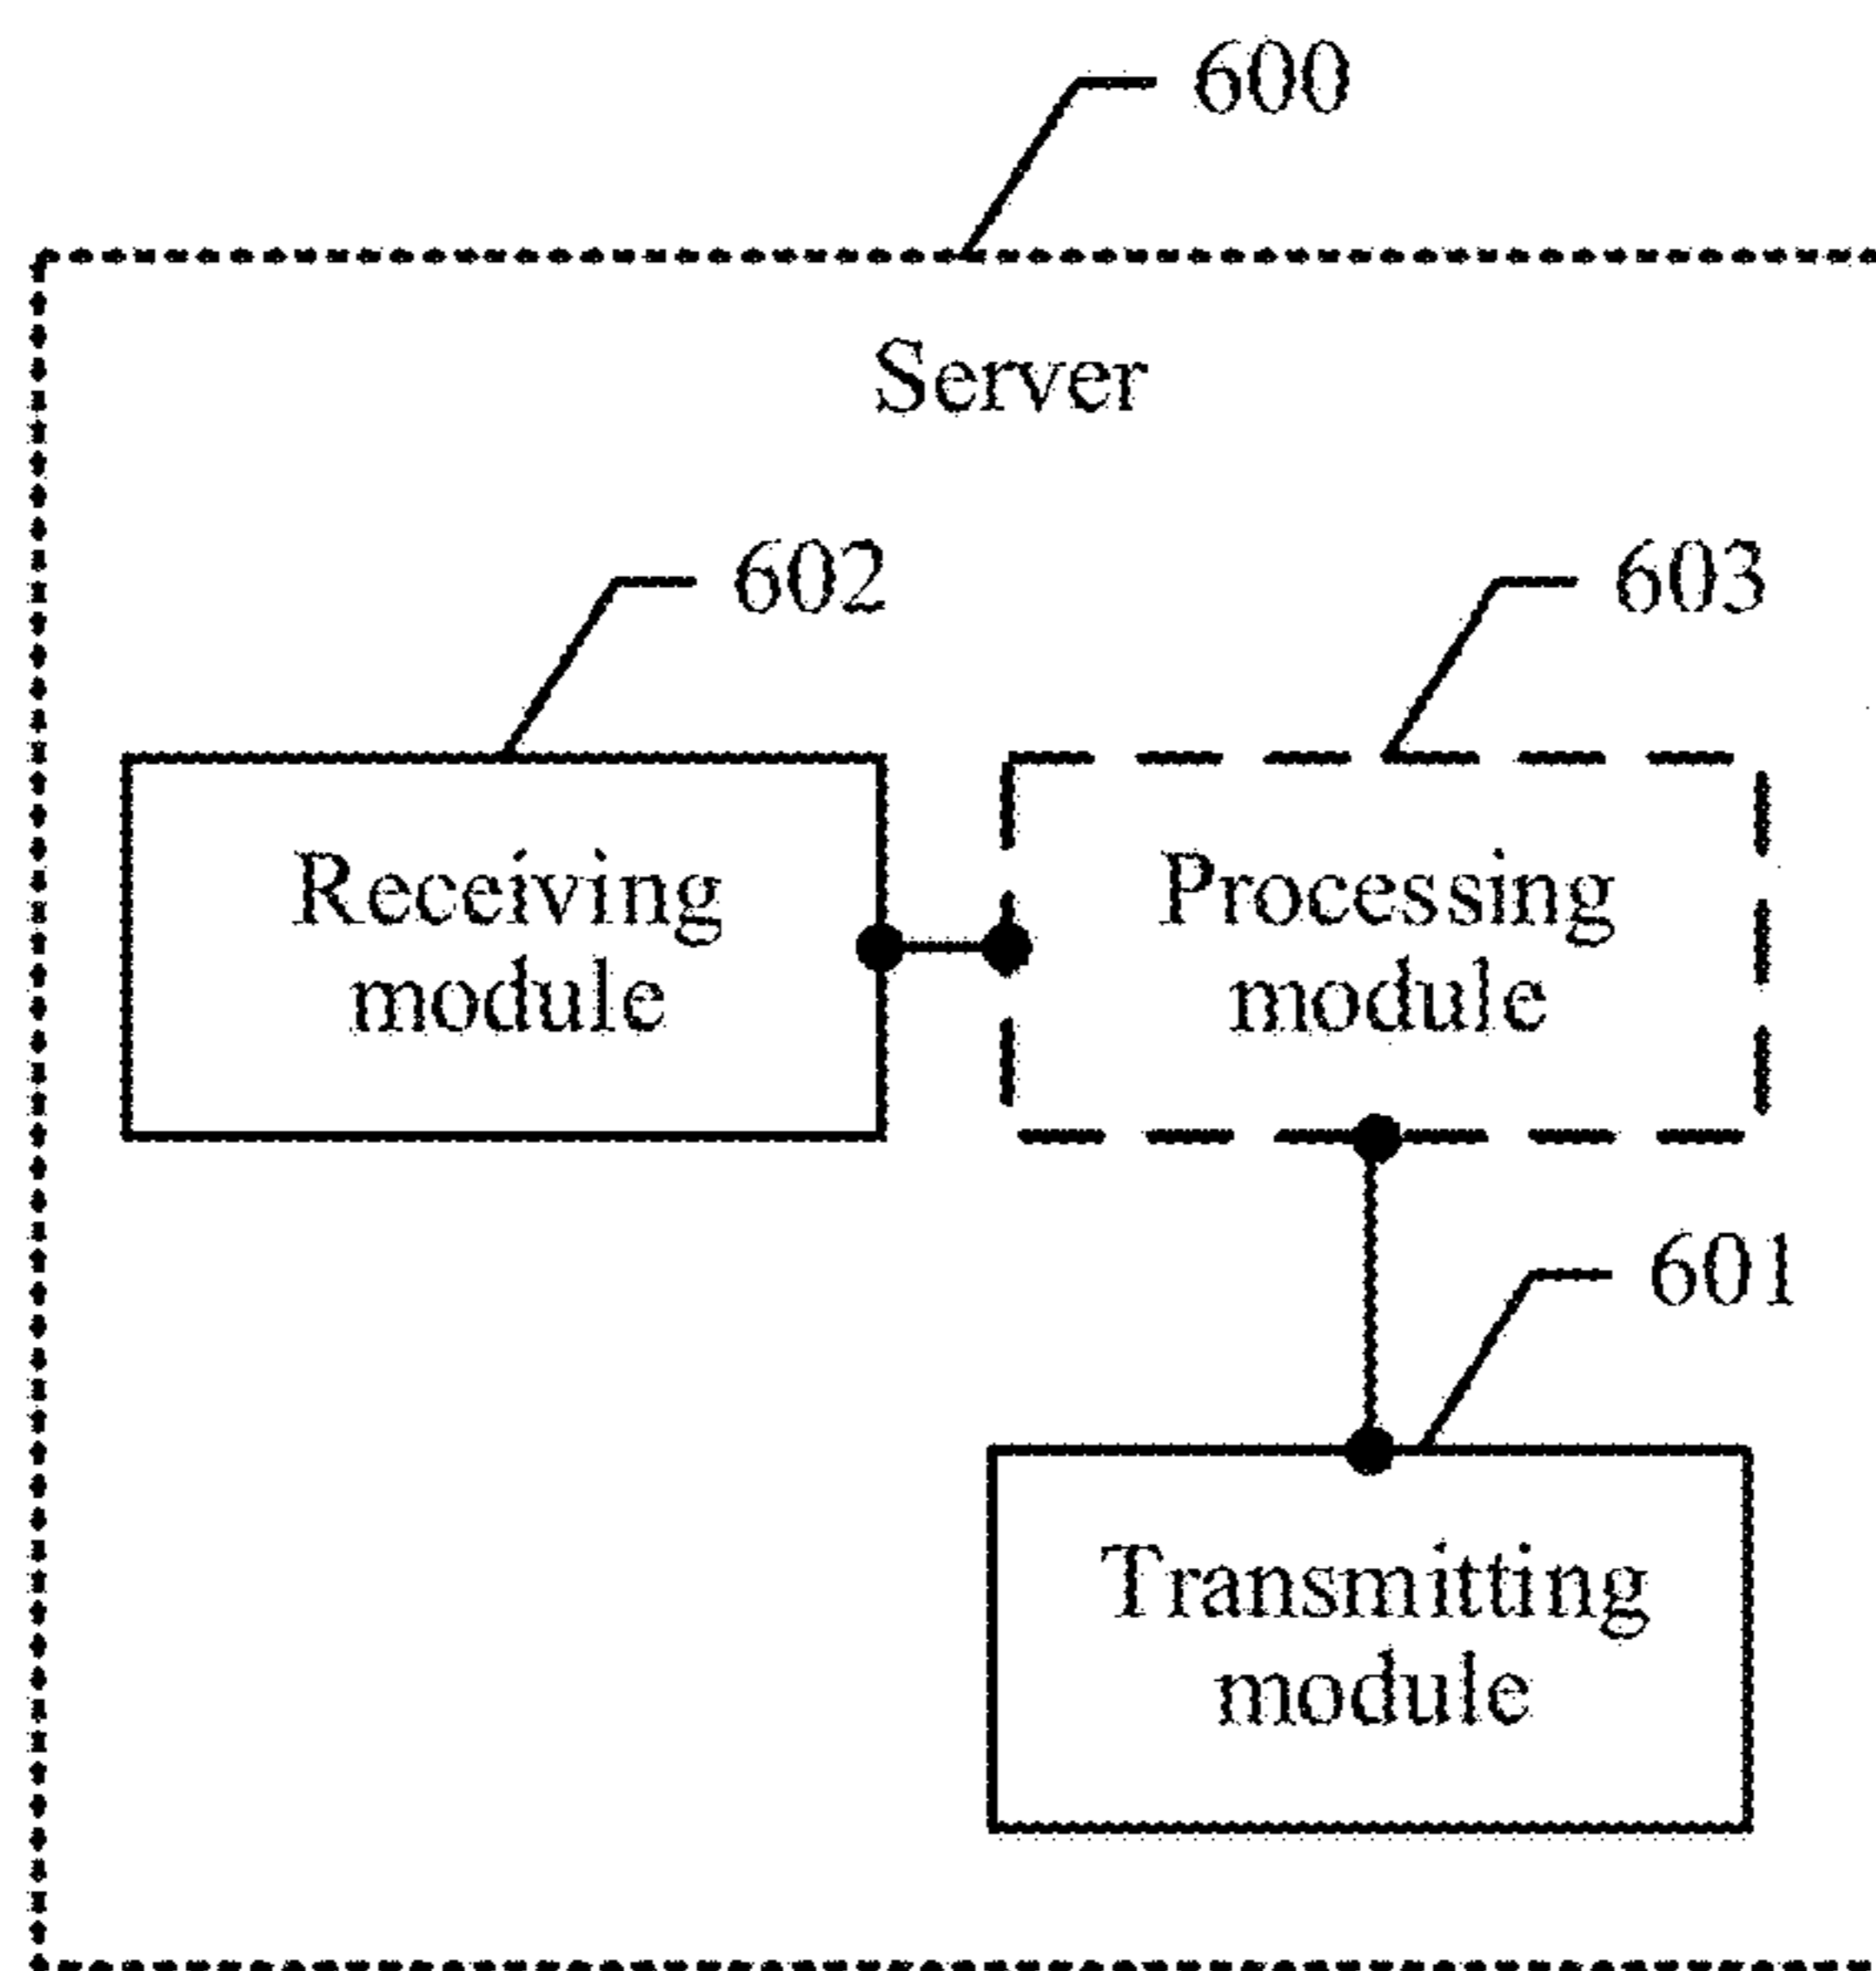 600
Server
602
603
Receiving
module
Processing
module
601
Transmitting
module